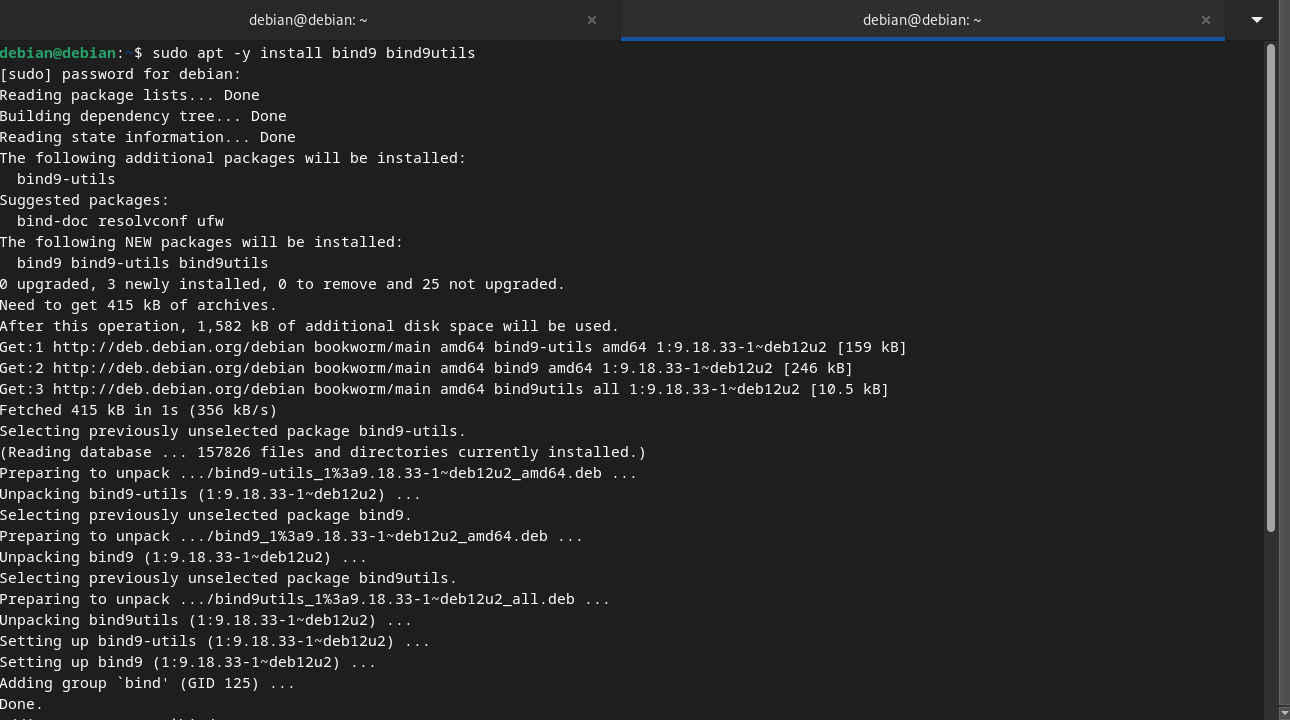 debian@debian: ~
debian@debian: ~
debian@debian:~$ sudo apt -y install bind9 bind9utils
[sudo] password for debian:
Reading package lists... Done
Building dependency tree... Done
Reading state information... Done
The following additional packages will be installed:
  bind9-utils
Suggested packages:
  bind-doc resolvconf ufw
The following NEW packages will be installed:
  bind9 bind9-utils bind9utils
0 upgraded, 3 newly installed, 0 to remove and 25 not upgraded.
Need to get 415 kB of archives.
After this operation, 1,582 kB of additional disk space will be used.
Get:1 http://deb.debian.org/debian bookworm/main amd64 bind9-utils amd64 1:9.18.33-1~deb12u2 [159 kB]
Get:2 http://deb.debian.org/debian bookworm/main amd64 bind9 amd64 1:9.18.33-1~deb12u2 [246 kB]
Get:3 http://deb.debian.org/debian bookworm/main amd64 bind9utils all 1:9.18.33-1~deb12u2 [10.5 kB]
Fetched 415 kB in 1s (356 kB/s)
Selecting previously unselected package bind9-utils.
(Reading database ... 157826 files and directories currently installed.)
Preparing to unpack .../bind9-utils_1%3a9.18.33-1~deb12u2_amd64.deb ...
Unpacking bind9-utils (1:9.18.33-1~deb12u2) ...
Selecting previously unselected package bind9.
Preparing to unpack .../bind9_1%3a9.18.33-1~deb12u2_amd64.deb ...
Unpacking bind9 (1:9.18.33-1~deb12u2) ...
Selecting previously unselected package bind9utils.
Preparing to unpack .../bind9utils_1%3a9.18.33-1~deb12u2_all.deb ...
Unpacking bind9utils (1:9.18.33-1~deb12u2) ...
Setting up bind9-utils (1:9.18.33-1~deb12u2) ...
Setting up bind9 (1:9.18.33-1~deb12u2) ...
Adding group `bind' (GID 125) ...
Done.